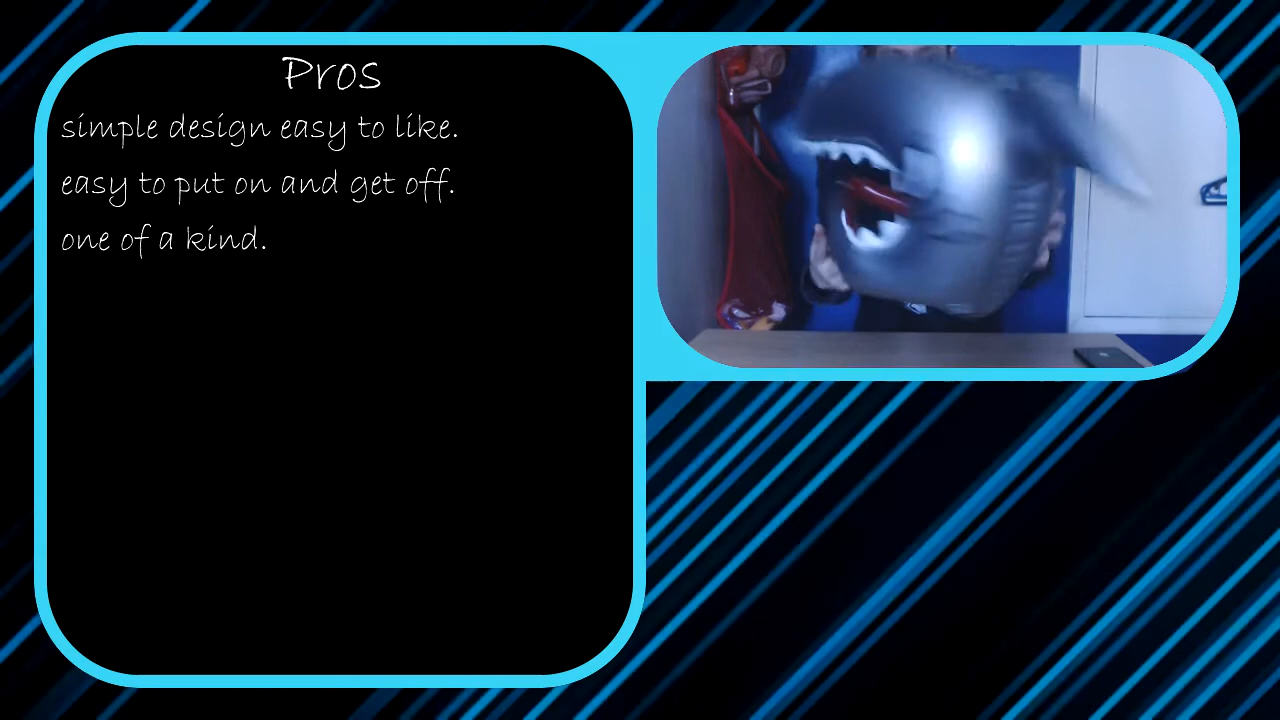 Pros
simple design easy to like.
easy to put on and get off.
one of a kind.